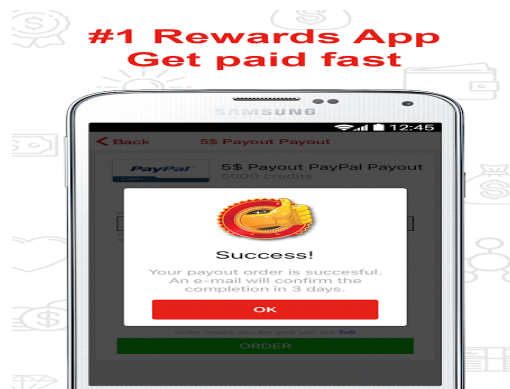 #1 Rewards App
Get paid fast
SAMSUNG
12:45
Back
5$ Payout Payout
PayPal
5$ Payout PayPal Payout
5000 credits
Success!
Your payout order is succesful.
An e-mail will confirm the
completion in 3 days.
OK
ORDER